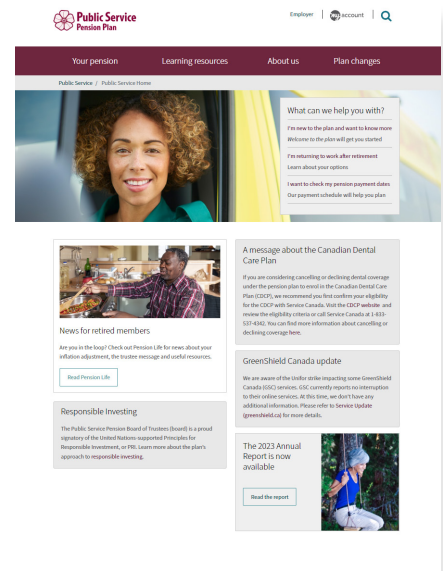 Public Service
Pension Plan
Employer
my account
Your pension
Learning resources
About us
Plan changes
Public Service / Public Service Home
What can we help you with?
I'm new to the plan and want to know more
Welcome to the plan will get you started
I'm returning to work after retirement
Learn about your options
I want to check my pension payment dates
Our payment schedule will help you plan
News for retired members
Are you in the loop? Check out Pension Life for news about your
inflation adjustment, the trustee message and useful resources.
Read Pension Life
Responsible Investing
The Public Service Pension Board of Trustees (board) is a proud
signatory of the United Nations-supported Principles for
Responsible Investment, or PRI. Learn more about the plan's
approach to responsible investing.
A message about the Canadian Dental
Care Plan
If you are considering cancelling or declining dental coverage
under the pension plan to enrol in the Canadian Dental Care
Plan (CDCP), we recommend you first confirm your eligibility
for the CDCP with Service Canada. Visit the CDCP website and
review the eligibility criteria or call Service Canada at 1-833-
537-4342. You can find more information about cancelling or
declining coverage here.
GreenShield Canada update
We are aware of the Unifor strike impacting some GreenShield
Canada (GSC) services. GSC currently reports no interruption
to their online services. At this time, we don't have any
additional information. Please refer to Service Update
(greenshield.ca) for more details.
The 2023 Annual
Report is now
available
Read the report